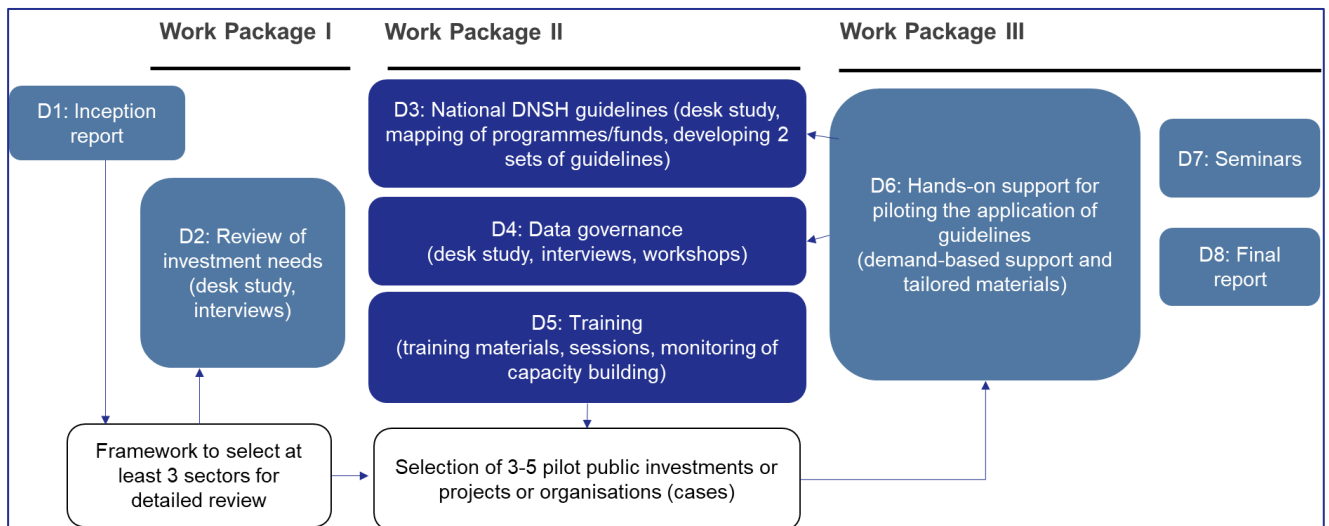 Work Package I
Work Package II
Work Package III
D1: Inception
report
D2: Review of
investment needs
(desk study,
interviews)
Framework to select at
least 3 sectors for
detailed review
D3: National DNSH guidelines (desk study,
mapping of programmes/funds, developing 2
sets of guidelines)
D4: Data governance
(desk study, interviews, workshops)
D5: Training
(training materials, sessions, monitoring of
capacity building)
Selection of 3-5 pilot public investments or
projects or organisations (cases)
D6: Hands-on support for
piloting the application of
guidelines
(demand-based support and
tailored materials)
D7: Seminars
D8: Final
report